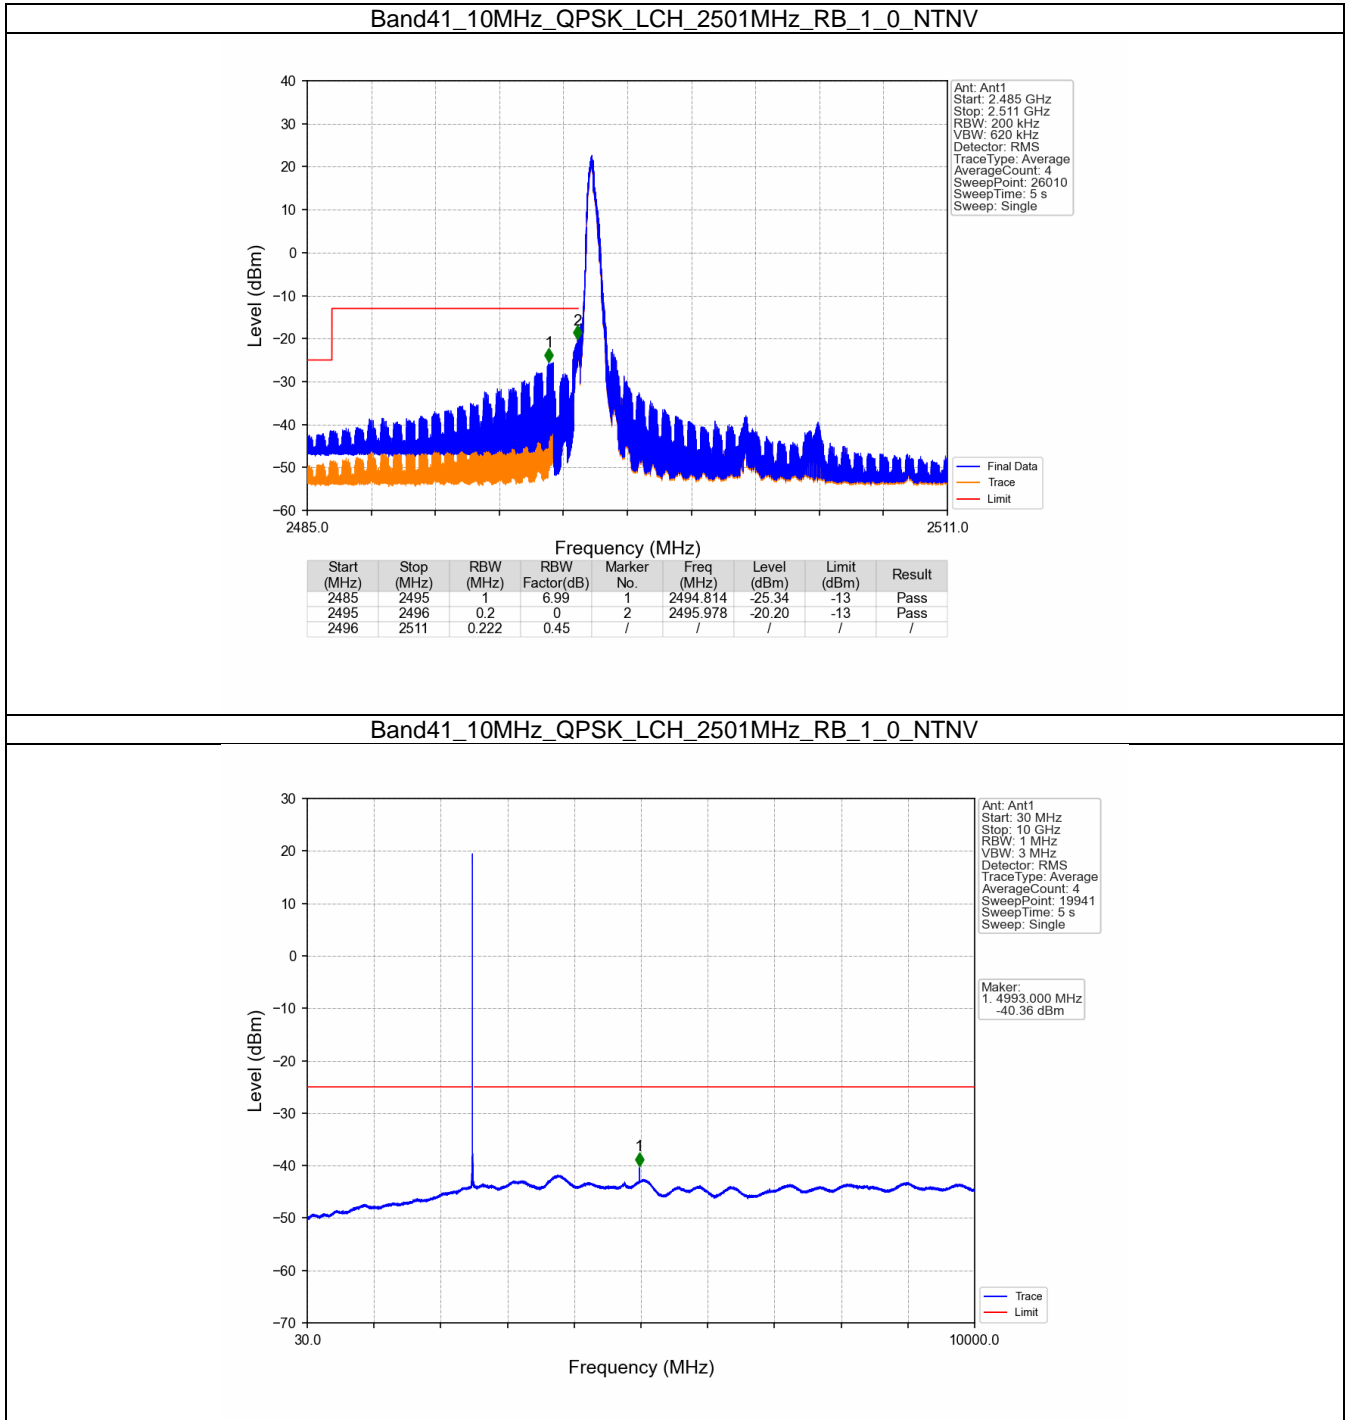 Band41_10MHz_QPSK_LCH_2501MHz_RB_1_0_NTNV
40
30
20
10
0
−10
−20
−30
−40
−50
−60
Level (dBm)
1
2
2485.0
2511.0
Frequency (MHz)
Ant: Ant1
Start: 2.485 GHz
Stop: 2.511 GHz
RBW: 200 kHz
VBW: 620 kHz
Detector: RMS
TraceType: Average
AverageCount: 4
SweepPoint: 26010
SweepTime: 5 s
Sweep: Single
Final Data
Trace
Limit
Start (MHz) Stop (MHz) RBW (MHz) RBW Factor(dB) Marker No. Freq (MHz) Level (dBm) Limit (dBm) Result
2485 2495 1 6.99 1 2494.814 -25.34 -13 Pass
2495 2496 0.2 0 2 2495.978 -20.20 -13 Pass
2496 2511 0.222 0.45 / / / / /
Band41_10MHz_QPSK_LCH_2501MHz_RB_1_0_NTNV
30
20
10
0
−10
−20
−30
−40
−50
−60
−70
Level (dBm)
1
30.0
10000.0
Frequency (MHz)
Ant: Ant1
Start: 30 MHz
Stop: 10 GHz
RBW: 1 MHz
VBW: 3 MHz
Detector: RMS
TraceType: Average
AverageCount: 4
SweepPoint: 19941
SweepTime: 5 s
Sweep: Single
Maker:
1. 4993.000 MHz
-40.36 dBm
Trace
Limit